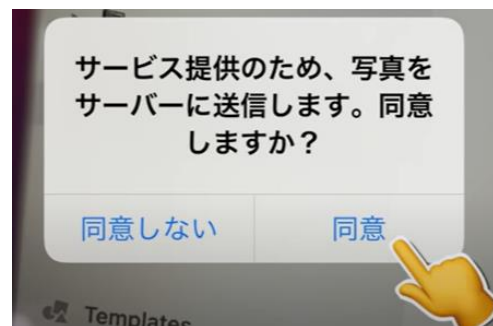 サービス提供のため、写真を
サーバーに送信します。同意
しますか？
同意しない
同意
Templates